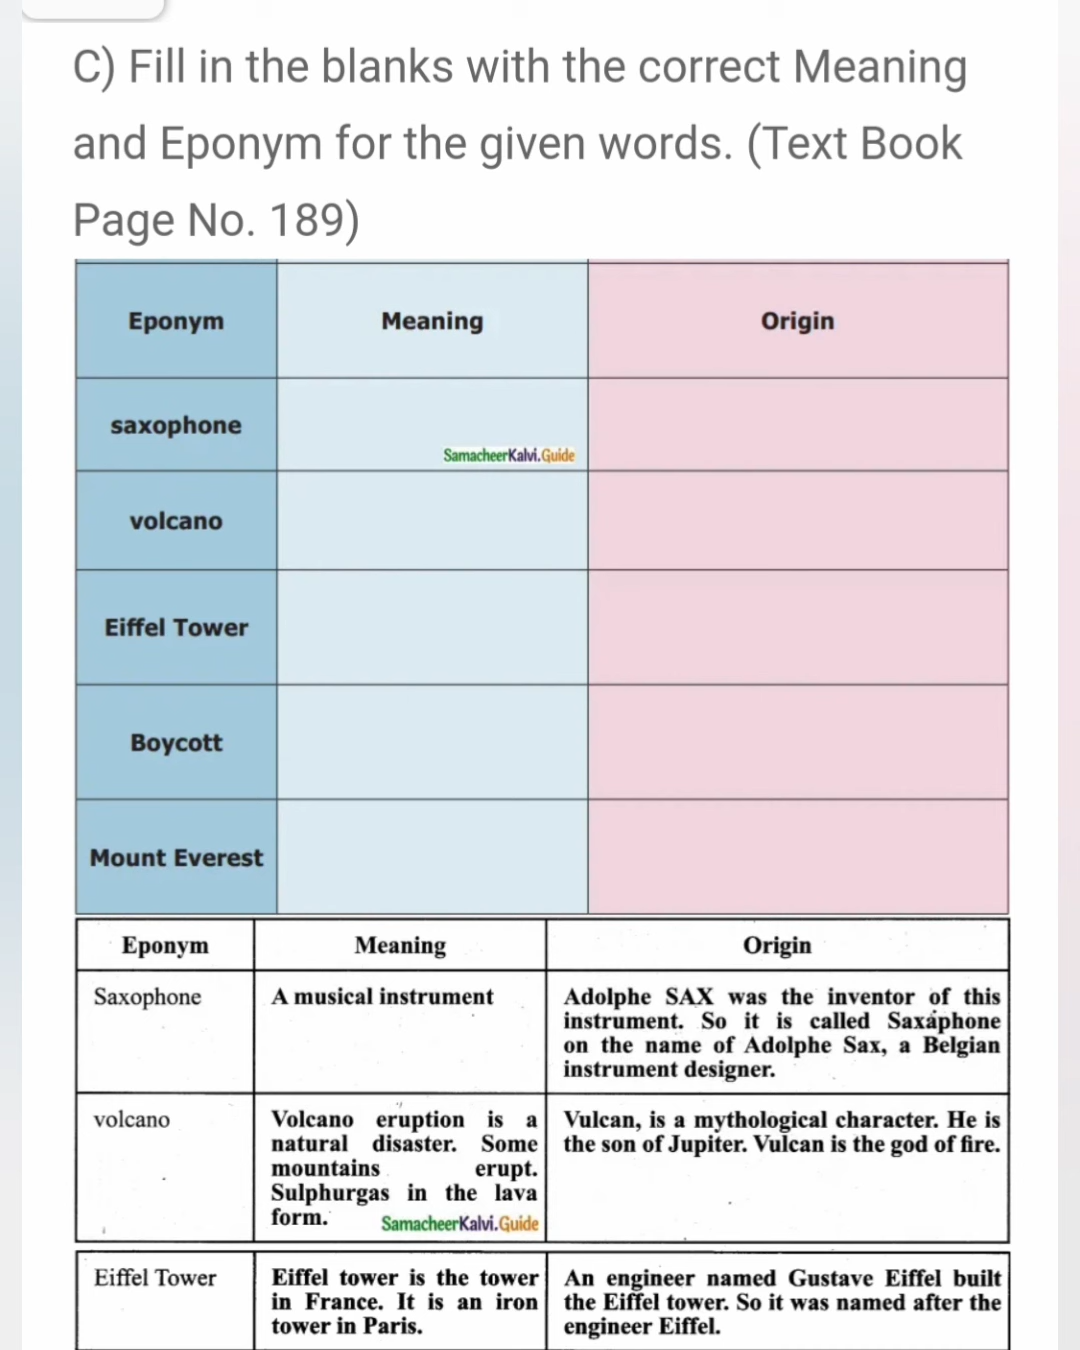 C) Fill in the blanks with the correct Meaning
and Eponym for the given words. (Text Book
Page No. 189)
Eponym Meaning Origin
saxophone
SamacheerKalvi.Guide
volcano
Eiffel Tower
Boycott
Mount Everest
Eponym Meaning Origin
Saxophone A musical instrument Adolphe SAX was the inventor of this
instrument. So it is called Saxaphone
on the name of Adolphe Sax, a Belgian
instrument designer.
volcano Volcano eruption is a Vulcan, is a mythological character. He is
natural disaster. Some the son of Jupiter. Vulcan is the god of fire.
mountains erupt.
Sulphurgas in the lava
form. SamacheerKalvi.Guide
Eiffel Tower Eiffel tower is the tower An engineer named Gustave Eiffel built
in France. It is an iron the Eiffel tower. So it was named after the
tower in Paris. engineer Eiffel.